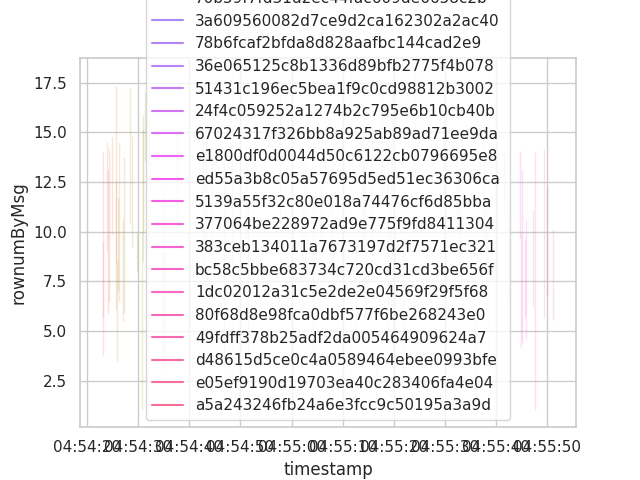 3a609560082d7ce9d2ca162302a2ac40
78b6fcaf2bfda8d828aafbc144cad2e9
36e065125c8b1336d89bfb2775f4b078
51431c196ec5bea1f9c0cd98812b3002
24f4c059252a1274b2c795e6b10cb40b
67024317f326bb8a925ab89ad71ee9da
e1800df0d0044d50c6122cb0796695e8
ed55a3b8c05a57695d5ed51ec36306ca
5139a55f32c80e018a74476cf6d85bba
377064be228972ad9e775f9fd8411304
383ceb134011a7673197d2f7571ec321
bc58c5bbe683734c720cd31cd3be656f
1dc02012a31c5e2de2e04569f29f5f68
80f68d8e98fca0dbf577f6be268243e0
49fdff378b25adf2da005464909624a7
d48615d5ce0c4a0589464ebee0993bfe
e05ef9190d19703ea40c283406fa4e04
a5a243246fb24a6e3fcc9c50195a3a9d
17.5
15.0
12.5
10.0
7.5
5.0
2.5
rownumByMsg
04:54:20 04:54:30 04:54:40 04:54:50 04:55:00 04:55:10 04:55:20 04:55:30 04:55:40 04:55:50
timestamp